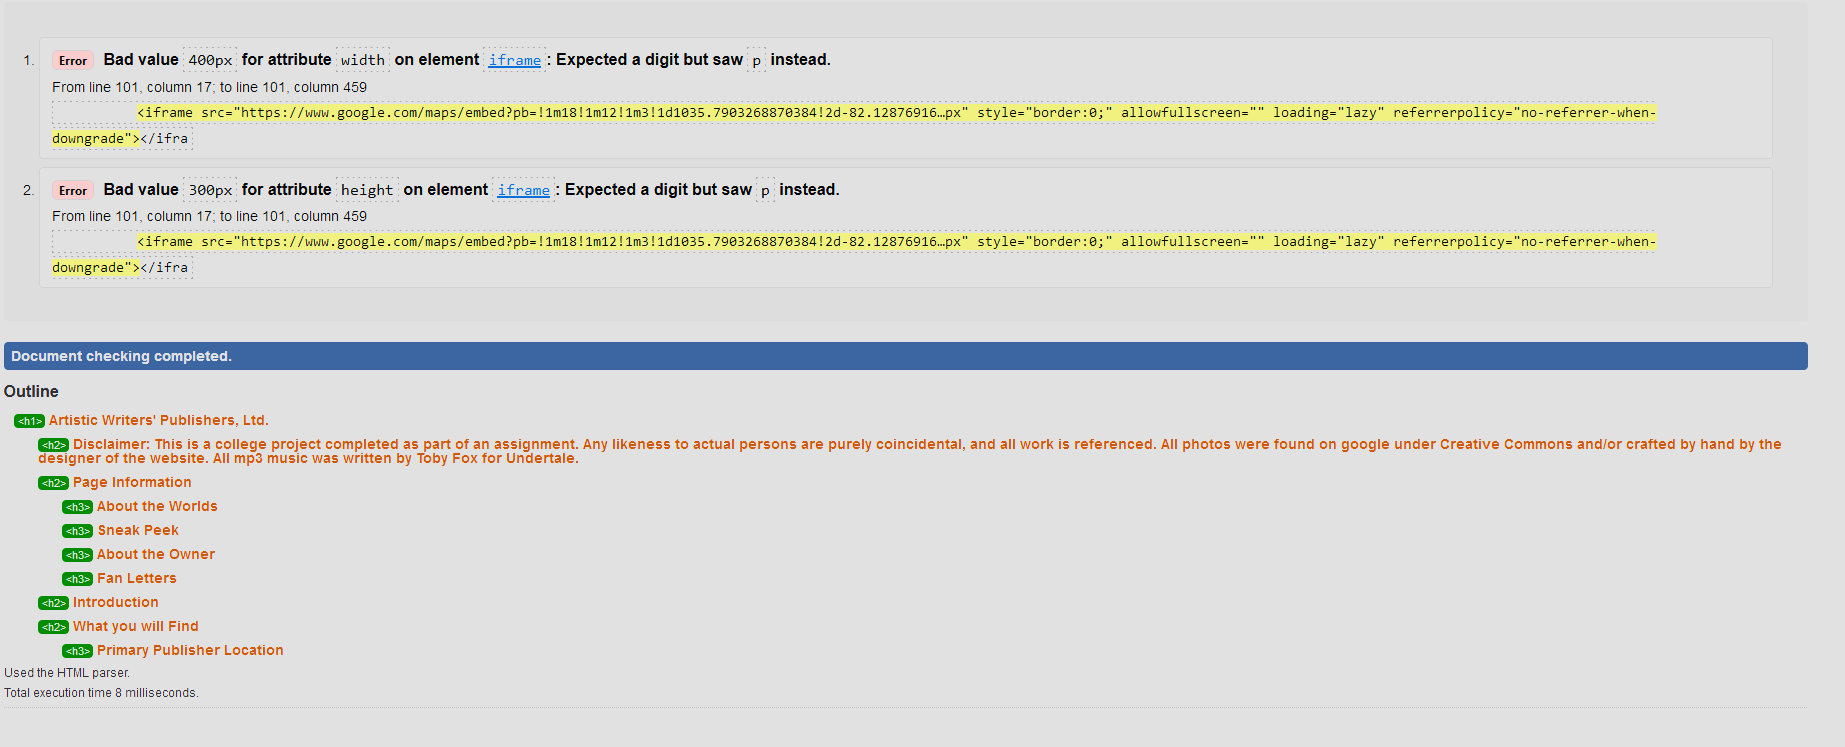 1. Error Bad value 400px for attribute width on element iframe: Expected a digit but saw p instead.
From line 101, column 17; to line 101, column 459
<iframe src="https://www.google.com/maps/embed?pb=!1m18!1m12!1m3!1d1035.7903268870384!2d-82.12876916…px" style="border:0;" allowfullscreen="" loading="lazy" referrerpolicy="no-referrer-when-
downgrade"></ifra
2. Error Bad value 300px for attribute height on element iframe: Expected a digit but saw p instead.
From line 101, column 17; to line 101, column 459
<iframe src="https://www.google.com/maps/embed?pb=!1m18!1m12!1m3!1d1035.7903268870384!2d-82.12876916…px" style="border:0;" allowfullscreen="" loading="lazy" referrerpolicy="no-referrer-when-
downgrade"></ifra
Document checking completed.
Outline
<h1> Artistic Writers' Publishers, Ltd.
<h2> Disclaimer: This is a college project completed as part of an assignment. Any likeness to actual persons are purely coincidental, and all work is referenced. All photos were found on google under Creative Commons and/or crafted by hand by the
designer of the website. All mp3 music was written by Toby Fox for Undertale.
<h2> Page Information
<h3> About the Worlds
<h3> Sneak Peek
<h3> About the Owner
<h3> Fan Letters
<h2> Introduction
<h2> What you will Find
<h3> Primary Publisher Location
Used the HTML parser.
Total execution time 8 milliseconds.